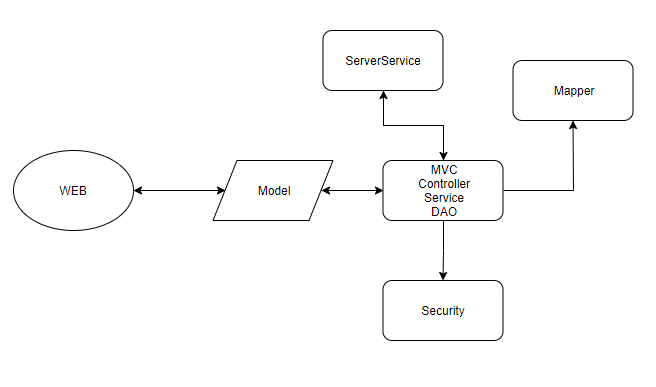 ServerService
Mapper
WEB
Model
MVC
Controller
Service
DAO
Security